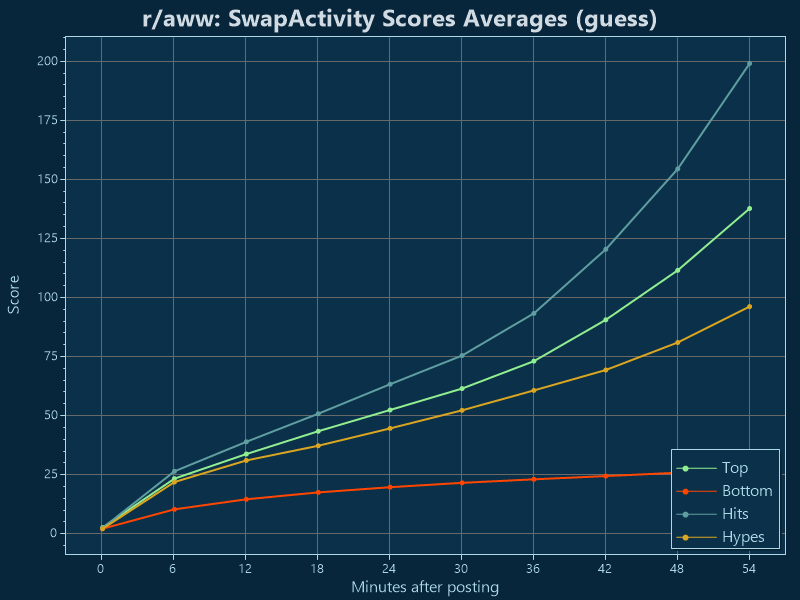 r/aww: SwapActivity Scores Averages (guess)
200
175
150
125
100
75
50
25
0
Score
0 6 12 18 24 30 36 42 48 54
Minutes after posting
Top
Bottom
Hits
Hypes